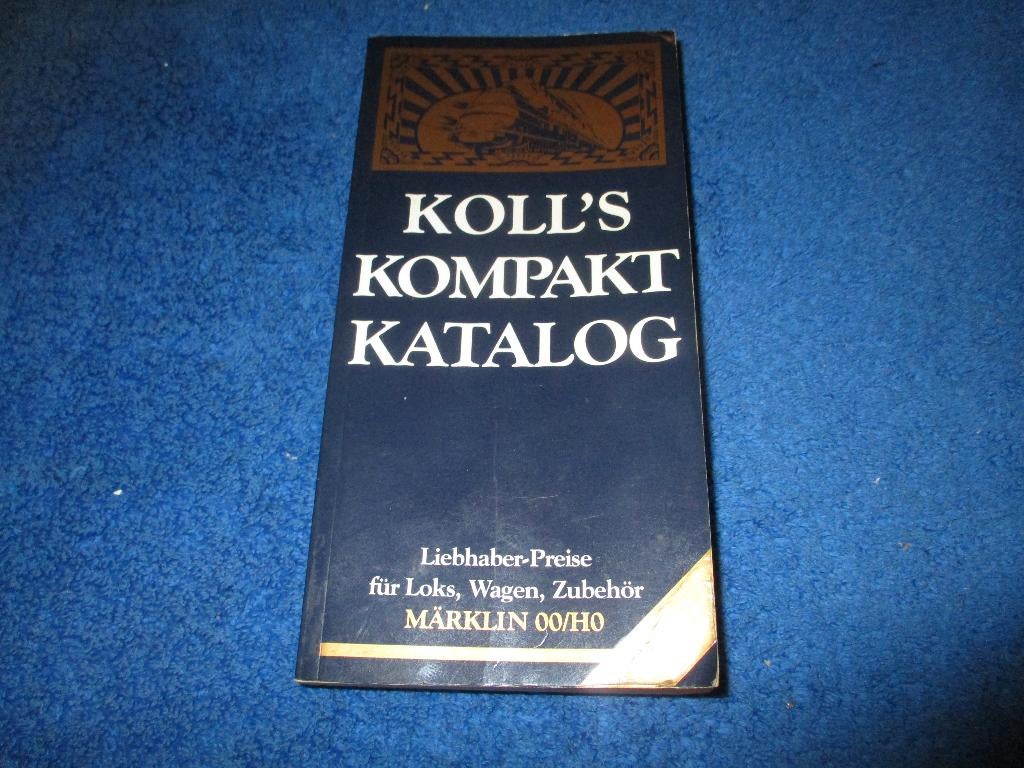 KOLL'S
KOMPAKT
KATALOG
Liebhaber-Preise
für Loks, Wagen, Zubehör
MÄRKLIN 00/H0